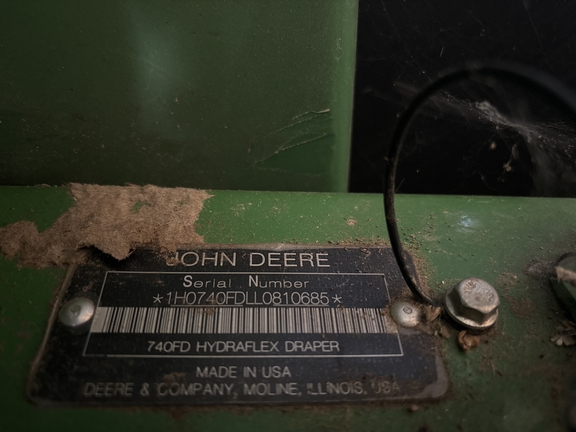 JOHN DEERE
Serial Number
*1H0740FDLL0810685*
740FD HYDRAFLEX DRAPER
MADE IN USA
DEERE & COMPANY, MOLINE, ILLINOIS, USA